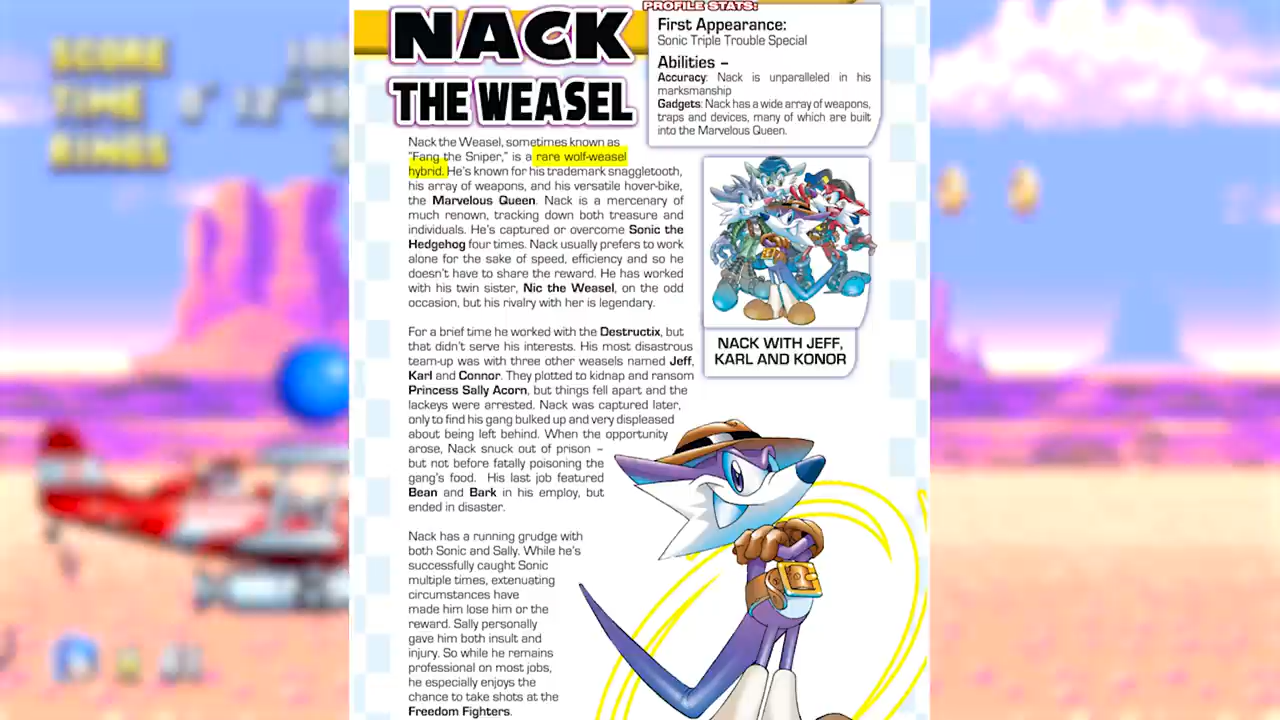 NACK
THE WEASEL
Nack the Weasel, sometimes known as
"Fang the Sniper," is a rare wolf-weasel
hybrid. He's known for his trademark snaggletooth,
his array of weapons, and his versatile hover-bike,
the Marvelous Queen. Nack is a mercenary of
much renown, tracking down both treasure and
individuals. He's captured or overcome Sonic the
Hedgehog four times. Nack usually prefers to work
alone for the sake of speed, efficiency and so he
doesn't have to share the reward. He has worked
with his twin sister, Nic the Weasel, on the odd
occasion, but his rivalry with her is legendary.
For a brief time he worked with the Destructix, but
that didn't serve his interests. His most disastrous
team-up was with three other weasels named Jeff,
Karl and Connor. They plotted to kidnap and ransom
Princess Sally Acorn, but things fell apart and the
lackeys were arrested. Nack was captured later,
only to find his gang bulked up and very displeased
about being left behind. When the opportunity
arose, Nack snuck out of prison –
but not before fatally poisoning the
gang's food. His last job featured
Bean and Bark in his employ, but
ended in disaster.
Nack has a running grudge with
both Sonic and Sally. While he's
successfully caught Sonic
multiple times, extenuating
circumstances have
made him lose him or the
reward. Sally personally
gave him both insult and
injury. So while he remains
professional on most jobs,
he especially enjoys the
chance to take shots at the
Freedom Fighters.
PROFILE STATS:
First Appearance:
Sonic Triple Trouble Special
Abilities –
Accuracy: Nack is unparalleled in his
marksmanship
Gadgets: Nack has a wide array of weapons,
traps and devices, many of which are built
into the Marvelous Queen.
NACK WITH JEFF,
KARL AND KONOR
SCORE
TIME
RINGS